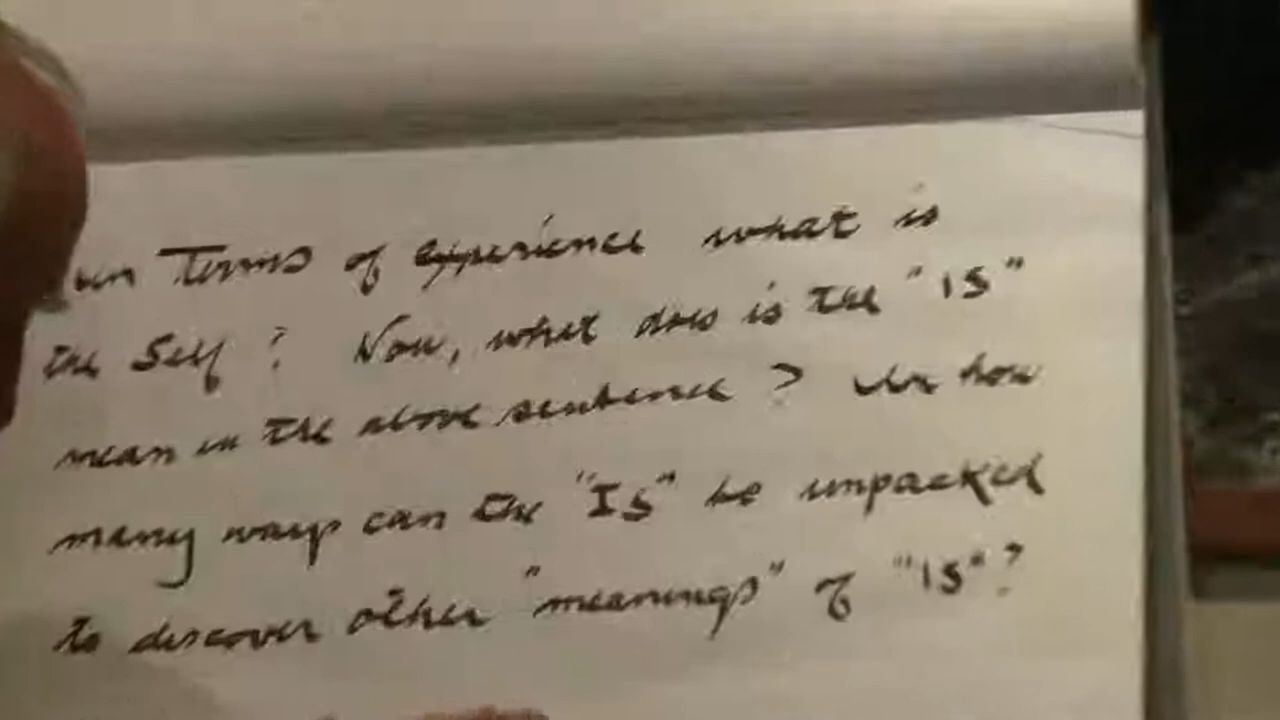 in Terms of experience what is
the Self? Now, what does is the "is"
mean in the above sentence? In how
many ways can the "Is" be unpacked
to discover other "meanings" of "is"?